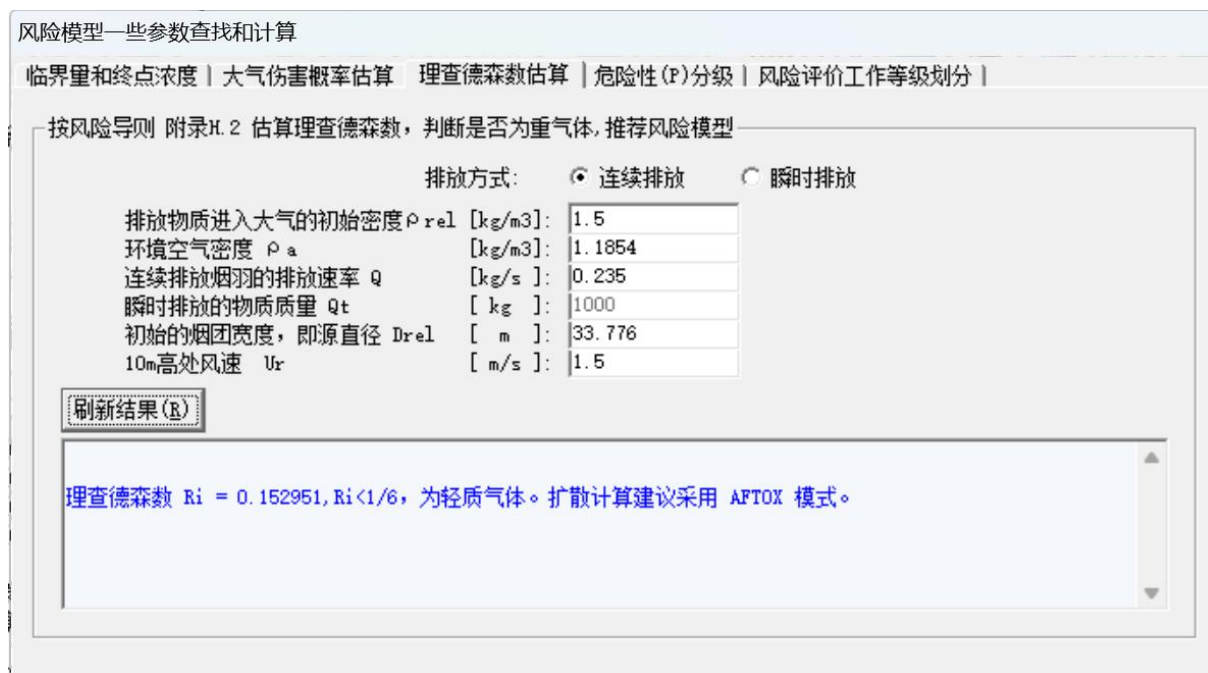 风险模型一些参数查找和计算
临界量和终点浓度 | 大气伤害概率估算 理查德森数估算 | 危险性(P)分级 | 风险评价工作等级划分 |
按风险导则 附录H.2 估算理查德森数，判断是否为重气体,推荐风险模型
排放方式: 连续排放 瞬时排放
排放物质进入大气的初始密度ρrel [kg/m3]: 1.5
环境空气密度 ρa [kg/m3]: 1.1854
连续排放烟羽的排放速率 Q [kg/s ]: 0.235
瞬时排放的物质质量 Qt [ kg ]: 1000
初始的烟团宽度，即源直径 Drel [ m ]: 33.776
10m高处风速 Ur [ m/s ]: 1.5
刷新结果(R)
理查德森数 Ri = 0.152951,Ri<1/6，为轻质气体。扩散计算建议采用 AFTOX 模式。